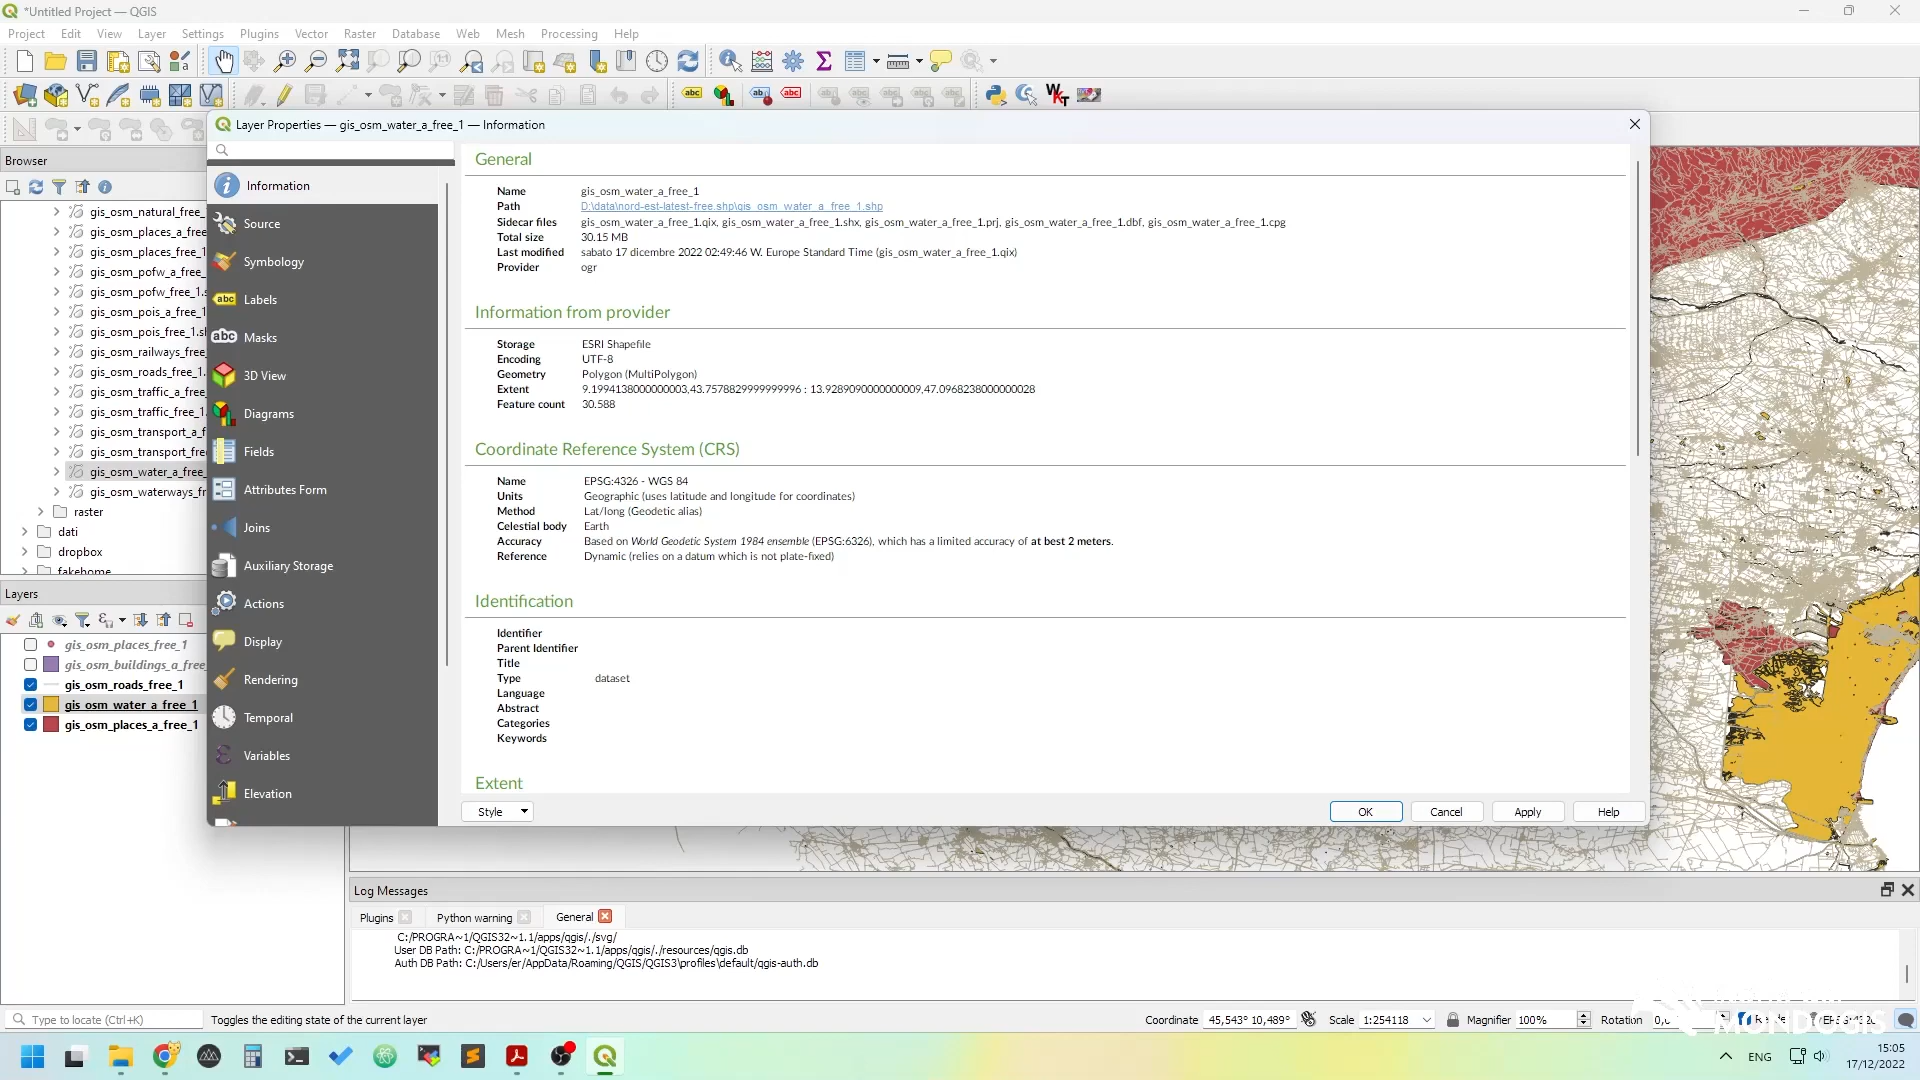 *Untitled Project — QGIS
Project Edit View Layer Settings Plugins Vector Raster Database Web Mesh Processing Help
Layer Properties — gis_osm_water_a_free_1 — Information
Browser
gis_osm_natural_free_
gis_osm_places_a_free
gis_osm_places_free_1
gis_osm_pofw_a_free_
gis_osm_pofw_free_1.s
gis_osm_pois_a_free_1
gis_osm_pois_free_1.sh
gis_osm_railways_free_
gis_osm_roads_free_1.
gis_osm_traffic_a_free_
gis_osm_traffic_free_1.
gis_osm_transport_a_f
gis_osm_transport_free
gis_osm_water_a_free_
gis_osm_waterways_fr
raster
dati
dropbox
fakehome
Layers
gis_osm_places_free_1
gis_osm_buildings_a_free_
gis_osm_roads_free_1
gis_osm_water_a_free_1
gis_osm_places_a_free_1
Information
Source
Symbology
Labels
Masks
3D View
Diagrams
Fields
Attributes Form
Joins
Auxiliary Storage
Actions
Display
Rendering
Temporal
Variables
Elevation
General
Name gis_osm_water_a_free_1
Path D:\data\nord-est-latest-free.shp\gis_osm_water_a_free_1.shp
Sidecar files gis_osm_water_a_free_1.qix, gis_osm_water_a_free_1.shx, gis_osm_water_a_free_1.prj, gis_osm_water_a_free_1.dbf, gis_osm_water_a_free_1.cpg
Total size 30.15 MB
Last modified sabato 17 dicembre 2022 02:49:46 W. Europe Standard Time (gis_osm_water_a_free_1.qix)
Provider ogr
Information from provider
Storage ESRI Shapefile
Encoding UTF-8
Geometry Polygon (MultiPolygon)
Extent 9.1994138000000003,43.7578829999999996 : 13.9289090000000009,47.0968238000000028
Feature count 30.588
Coordinate Reference System (CRS)
Name EPSG:4326 - WGS 84
Units Geographic (uses latitude and longitude for coordinates)
Method Lat/long (Geodetic alias)
Celestial body Earth
Accuracy Based on World Geodetic System 1984 ensemble (EPSG:6326), which has a limited accuracy of at best 2 meters.
Reference Dynamic (relies on a datum which is not plate-fixed)
Identification
Identifier
Parent Identifier
Title
Type dataset
Language
Abstract
Categories
Keywords
Extent
Style OK Cancel Apply Help
Log Messages
Plugins Python warning General
C:/PROGRA~1/QGIS32~1.1/apps/qgis/./svg/
User DB Path: C:/PROGRA~1/QGIS32~1.1/apps/qgis/./resources/qgis.db
Auth DB Path: C:/Users/er/AppData/Roaming/QGIS/QGIS3\profiles\default/qgis-auth.db
Type to locate (Ctrl+K) Toggles the editing state of the current layer Coordinate 45,543° 10,489° Scale 1:254118 Magnifier 100% Rotation
MONDOGIS
ENG
15:05
17/12/2022